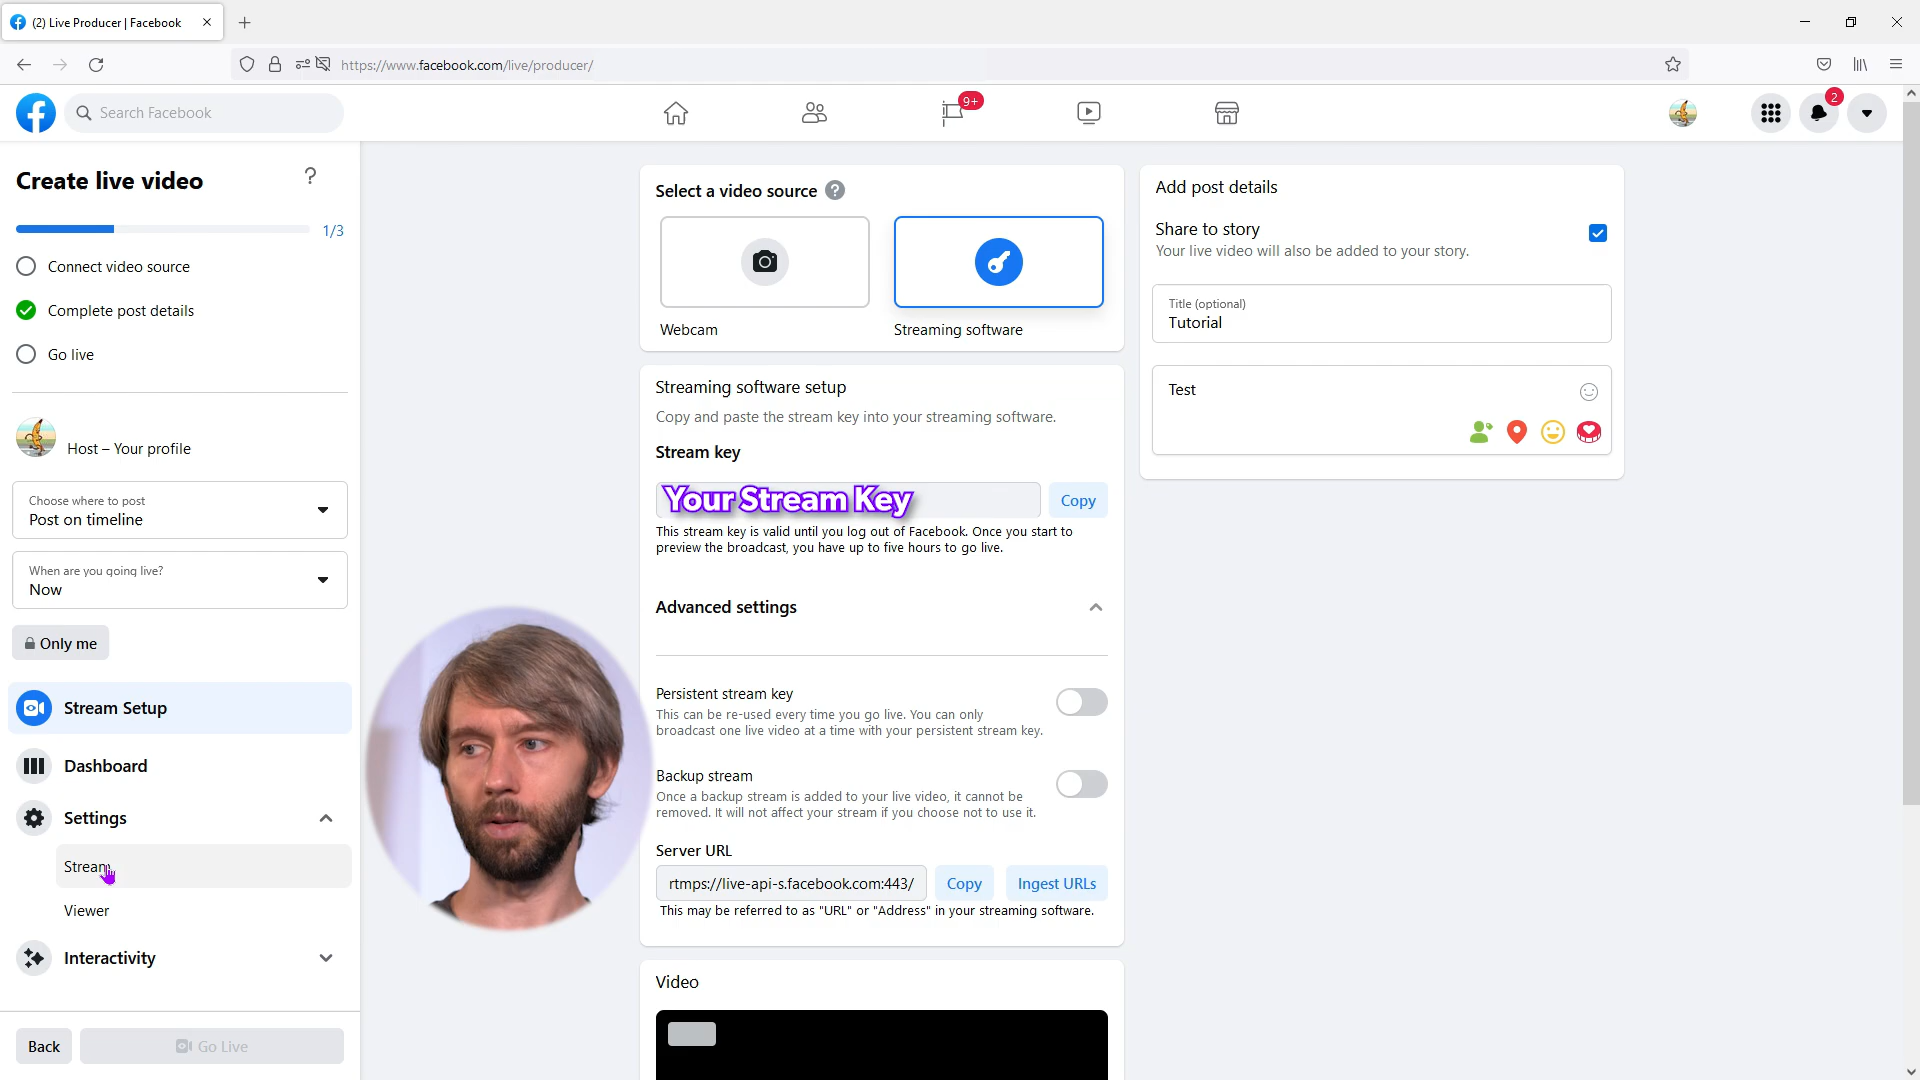 (2) Live Producer | Facebook
https://www.facebook.com/live/producer/
Search Facebook
9+
2
Create live video
?
1/3
Connect video source
Complete post details
Go live
Host – Your profile
Choose where to post
Post on timeline
When are you going live?
Now
Only me
Stream Setup
Dashboard
Settings
Stream
Viewer
Interactivity
Back
Go Live
Select a video source ?
Webcam
Streaming software
Streaming software setup
Copy and paste the stream key into your streaming software.
Stream key
Your Stream Key
Copy
This stream key is valid until you log out of Facebook. Once you start to
preview the broadcast, you have up to five hours to go live.
Advanced settings
Persistent stream key
This can be re-used every time you go live. You can only
broadcast one live video at a time with your persistent stream key.
Backup stream
Once a backup stream is added to your live video, it cannot be
removed. It will not affect your stream if you choose not to use it.
Server URL
rtmps://live-api-s.facebook.com:443/
Copy
Ingest URLs
This may be referred to as "URL" or "Address" in your streaming software.
Video
Add post details
Share to story
Your live video will also be added to your story.
Title (optional)
Tutorial
Test